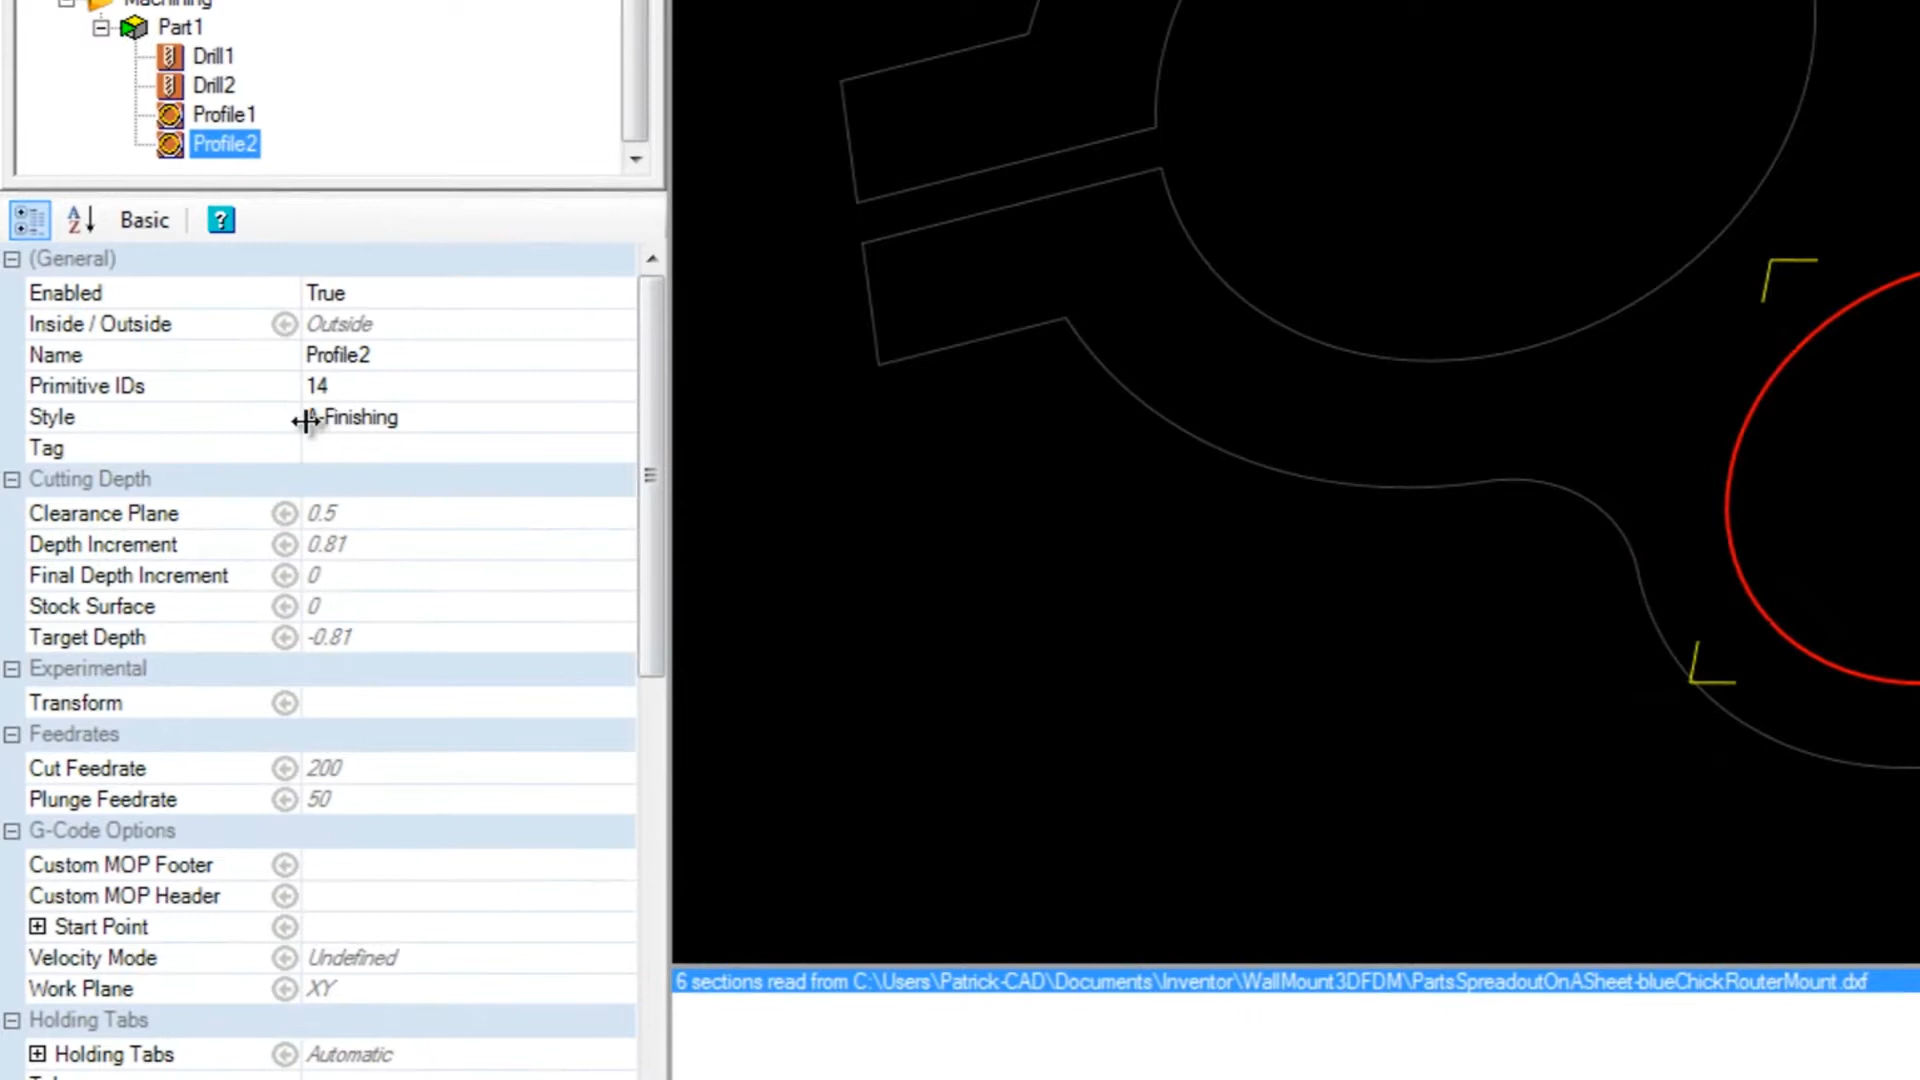 Machining
Part1
Drill1
Drill2
Profile1
Profile2
A Z Basic ?
(General)
Enabled True
Inside / Outside Outside
Name Profile2
Primitive IDs 14
Style -Finishing
Tag
Cutting Depth
Clearance Plane 0.5
Depth Increment 0.81
Final Depth Increment 0
Stock Surface 0
Target Depth -0.81
Experimental
Transform
Feedrates
Cut Feedrate 200
Plunge Feedrate 50
G-Code Options
Custom MOP Footer
Custom MOP Header
Start Point
Velocity Mode Undefined
Work Plane XY
Holding Tabs
Holding Tabs Automatic
6 sections read from C:\Users\Patrick-CAD\Documents\Inventor\WallMount3DFDM\PartsSpreadoutOnASheet-blueChickRouterMount.dxf